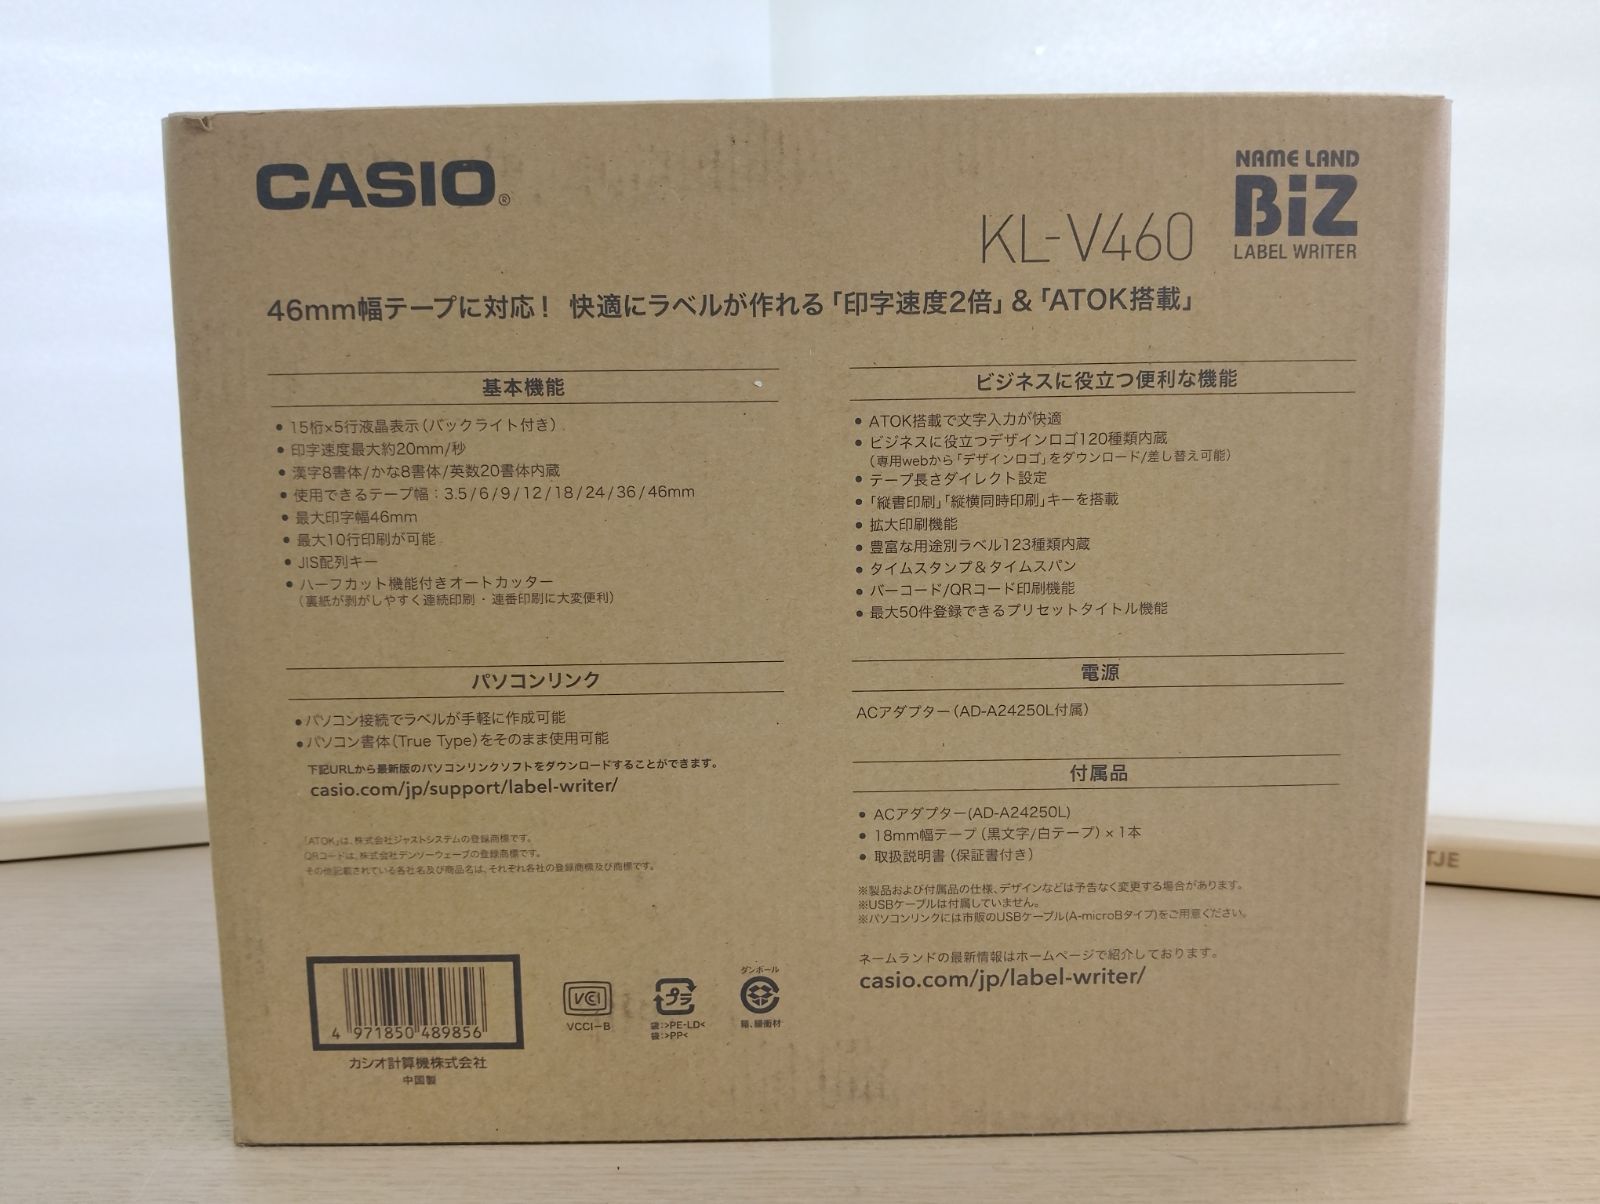 CASIO®
NAME LAND
BiZ
LABEL WRITER
KL-V460
46mm幅テープに対応！ 快適にラベルが作れる「印字速度2倍」&「ATOK搭載」
基本機能
● 15桁×5行液晶表示（バックライト付き）
● 印字速度最大約20mm/秒
● 漢字8書体/かな8書体/英数20書体内蔵
● 使用できるテープ幅：3.5/6/9/12/18/24/36/46mm
● 最大印字幅46mm
● 最大10行印刷が可能
● JIS配列キー
● ハーフカット機能付きオートカッター
（裏紙が剥がしやすく連続印刷・連番印刷に大変便利）
パソコンリンク
●パソコン接続でラベルが手軽に作成可能
●パソコン書体（True Type）をそのまま使用可能
下記URLから最新版のパソコンリンクソフトをダウンロードすることができます。
casio.com/jp/support/label-writer/
「ATOK」は、株式会社ジャストシステムの登録商標です。
QRコードは、株式会社デンソーウェーブの登録商標です。
その他記載されている各社名及び商品名は、それぞれ各社の登録商標及び商標です。
ビジネスに役立つ便利な機能
● ATOK搭載で文字入力が快適
● ビジネスに役立つデザインロゴ120種類内蔵
（専用webから「デザインロゴ」をダウンロード/差し替え可能）
● テープ長さダイレクト設定
● 「縦書印刷」「縦横同時印刷」キーを搭載
● 拡大印刷機能
● 豊富な用途別ラベル123種類内蔵
● タイムスタンプ＆タイムスパン
● バーコード/QRコード印刷機能
● 最大50件登録できるプリセットタイトル機能
電源
ACアダプター（AD-A24250L付属）
付属品
● ACアダプター(AD-A24250L)
● 18mm幅テープ（黒文字/白テープ）×1本
● 取扱説明書（保証書付き）
※製品および付属品の仕様、デザインなどは予告なく変更する場合があります。
※USBケーブルは付属していません。
※パソコンリンクには市販のUSBケーブル(A-microBタイプ)をご用意ください。
ネームランドの最新情報はホームページで紹介しております。
casio.com/jp/label-writer/
4 971850 489856
カシオ計算機株式会社
中国製
VCI
VCCI-B
プラ
袋:>PE-LD<
袋:>PP<
ダンボール
箱、緩衝材
TJE